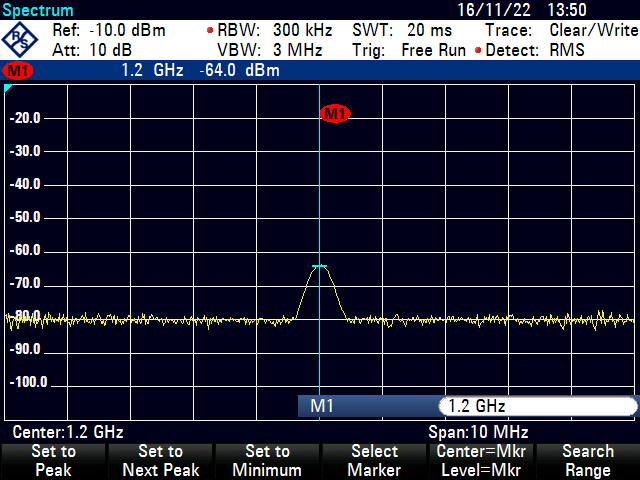 Spectrum 16/11/22 13:50
R S Ref: -10.0 dBm RBW: 300 kHz SWT: 20 ms Trace: Clear/Write
Att: 10 dB VBW: 3 MHz Trig: Free Run Detect: RMS
M1 1.2 GHz -64.0 dBm
M1
-20.0
-30.0
-40.0
-50.0
-60.0
-70.0
-80.0
-90.0
-100.0
M1 1.2 GHz
Center:1.2 GHz Span:10 MHz
Set to Peak Set to Next Peak Set to Minimum Select Marker Center=Mkr Level=Mkr Search Range